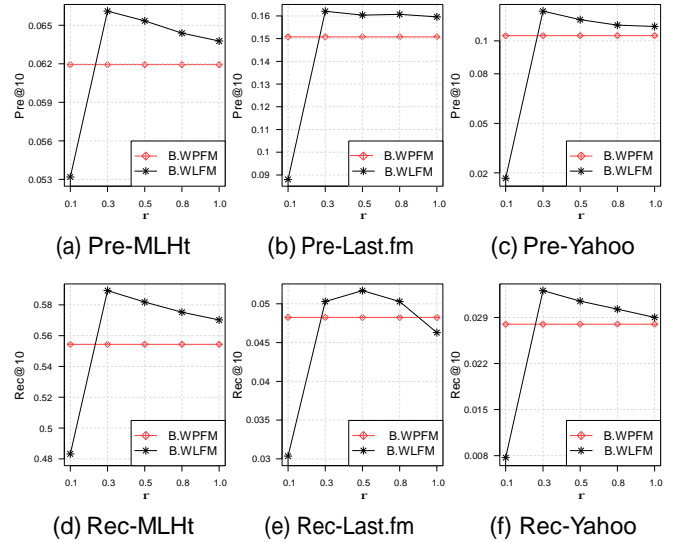 Pre@10
0.065
0.062
0.059
0.056
0.053
B.WPFM
B.WLFM
0.1 0.3 0.5 0.8 1.0
r
(a) Pre-MLHt
Pre@10
0.16
0.15
0.14
0.13
0.12
0.11
0.1
0.09
B.WPFM
B.WLFM
0.1 0.3 0.5 0.8 1.0
r
(b) Pre-Last.fm
Pre@10
0.1
0.08
0.05
0.02
B.WPFM
B.WLFM
0.1 0.3 0.5 0.8 1.0
r
(c) Pre-Yahoo
Rec@10
0.58
0.56
0.54
0.52
0.5
0.48
B.WPFM
B.WLFM
0.1 0.3 0.5 0.8 1.0
r
(d) Rec-MLHt
Rec@10
0.05
0.045
0.04
0.035
0.03
B.WPFM
B.WLFM
0.1 0.3 0.5 0.8 1.0
r
(e) Rec-Last.fm
Rec@10
0.029
0.022
0.015
0.008
B.WPFM
B.WLFM
0.1 0.3 0.5 0.8 1.0
r
(f) Rec-Yahoo